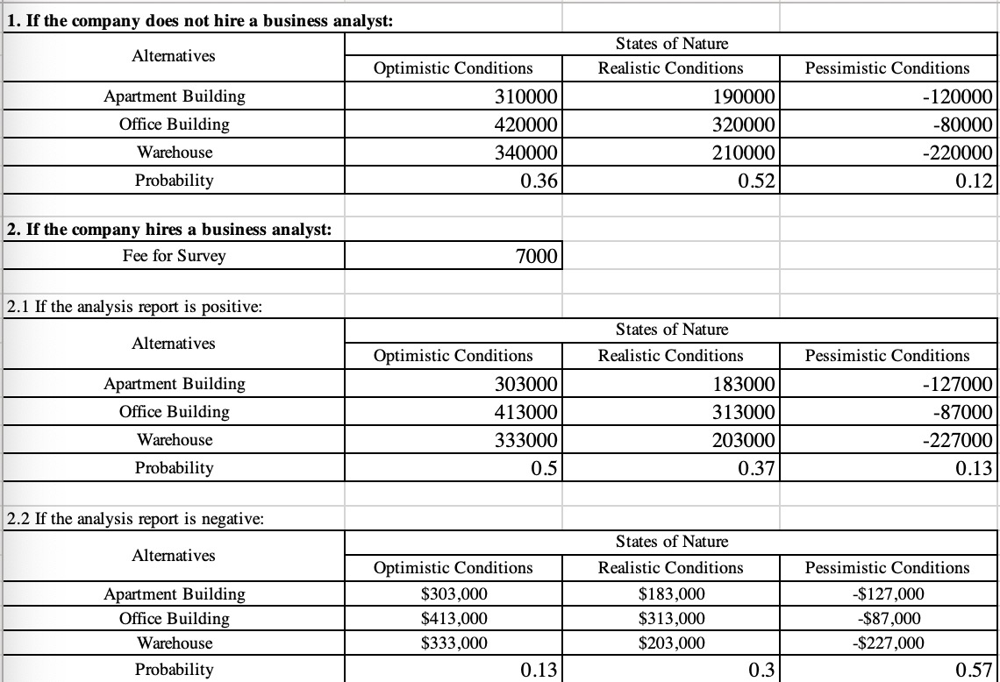 1. If the company does not hire a business analyst:
Alternatives States of Nature
Optimistic Conditions Realistic Conditions Pessimistic Conditions
Apartment Building 310000 190000 -120000
Office Building 420000 320000 -80000
Warehouse 340000 210000 -220000
Probability 0.36 0.52 0.12
2. If the company hires a business analyst:
Fee for Survey 7000
2.1 If the analysis report is positive:
Alternatives States of Nature
Optimistic Conditions Realistic Conditions Pessimistic Conditions
Apartment Building 303000 183000 -127000
Office Building 413000 313000 -87000
Warehouse 333000 203000 -227000
Probability 0.5 0.37 0.13
2.2 If the analysis report is negative:
Alternatives States of Nature
Optimistic Conditions Realistic Conditions Pessimistic Conditions
Apartment Building $303,000 $183,000 -$127,000
Office Building $413,000 $313,000 -$87,000
Warehouse $333,000 $203,000 -$227,000
Probability 0.13 0.3 0.57